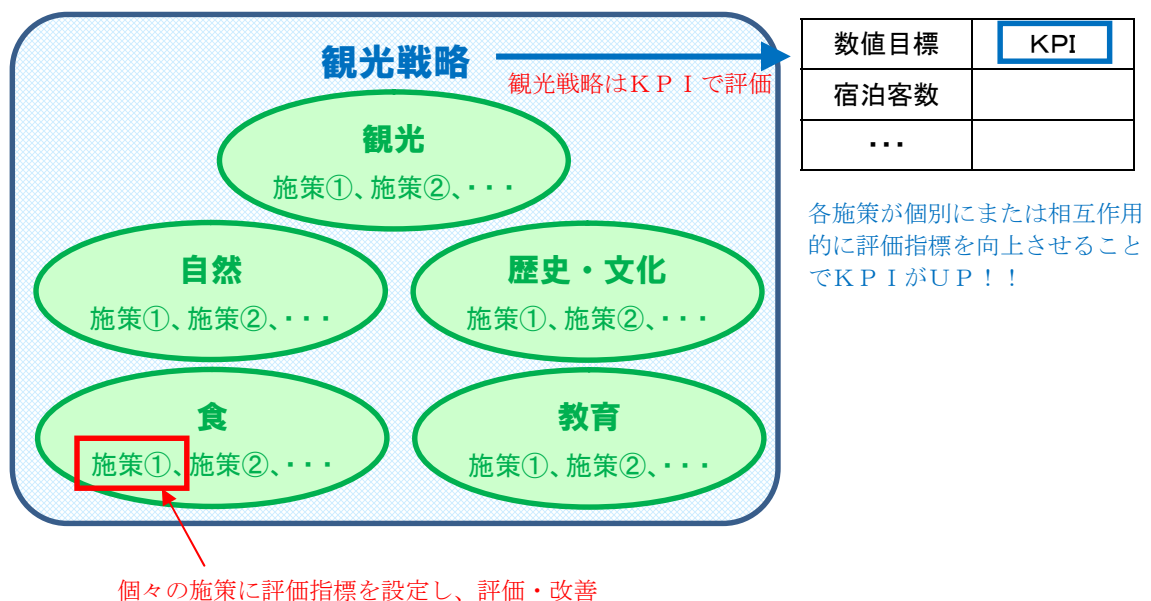 観光戦略
観光戦略はＫＰＩで評価
観光
施策①、施策②、・・・
自然
施策①、施策②、・・・
歴史・文化
施策①、施策②、・・・
食
施策①、施策②、・・・
教育
施策①、施策②、・・・
個々の施策に評価指標を設定し、評価・改善
数値目標 KPI
宿泊客数
・・・
各施策が個別にまたは相互作用
的に評価指標を向上させること
でＫＰＩがＵＰ！！